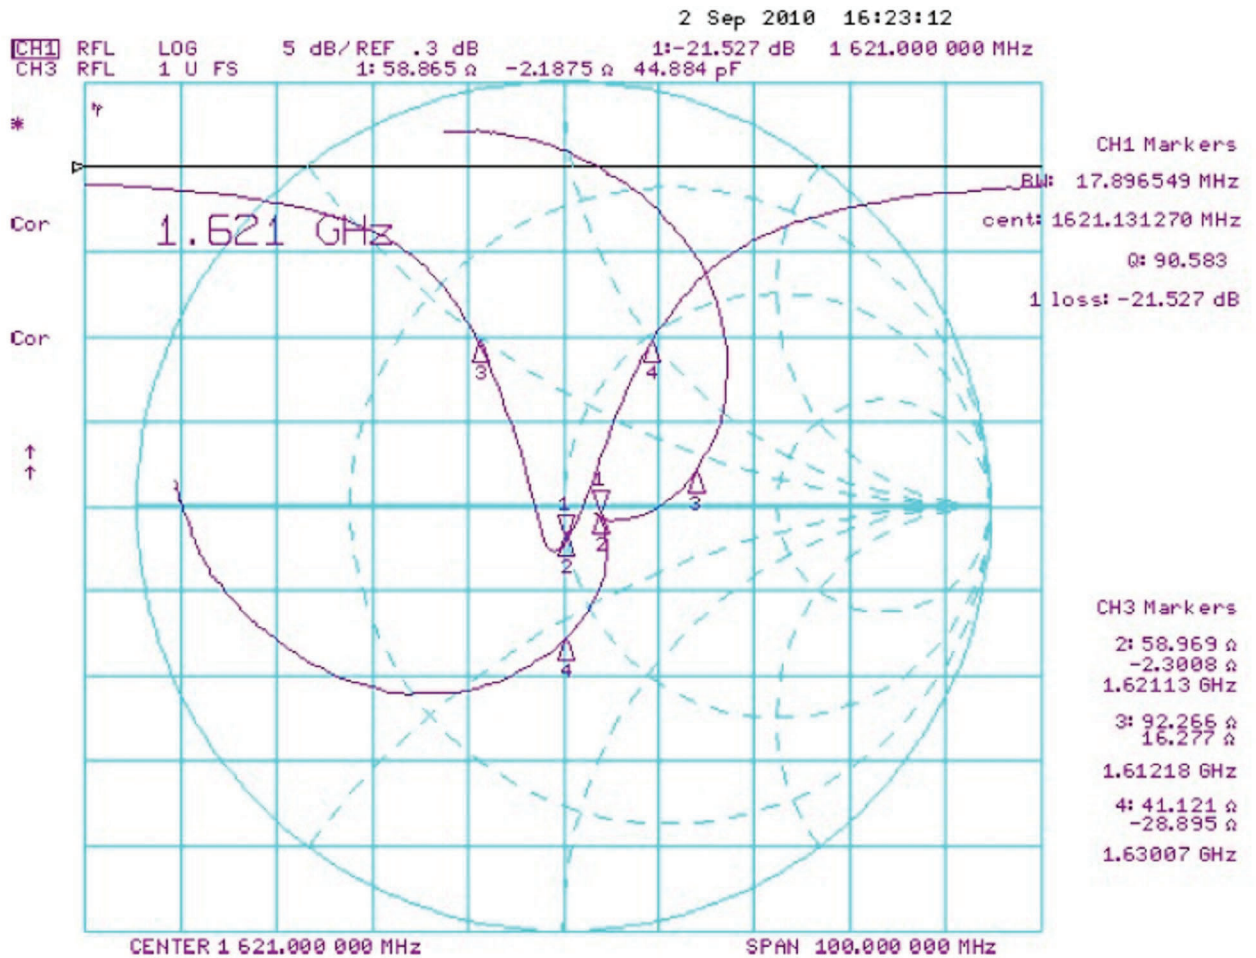 2 Sep 2010 16:23:12
CH1 RFL LOG 5 dB/REF .3 dB 1:-21.527 dB 1 621.000 000 MHz
CH3 RFL 1 U FS 1:58.865 Ω -2.1875 Ω 44.884 pF
*
CH1 Markers
BW: 17.896549 MHz
Cor
cent: 1621.131270 MHz
1.621 GHz
Q: 90.583
1 loss: -21.527 dB
Cor
3
4
↑
↑
1
1
3
2
2
4
CH3 Markers
2: 58.969 Ω
-2.3008 Ω
1.62113 GHz
3: 92.266 Ω
16.277 Ω
1.61218 GHz
4: 41.121 Ω
-28.895 Ω
1.63007 GHz
CENTER 1 621.000 000 MHz SPAN 100.000 000 MHz